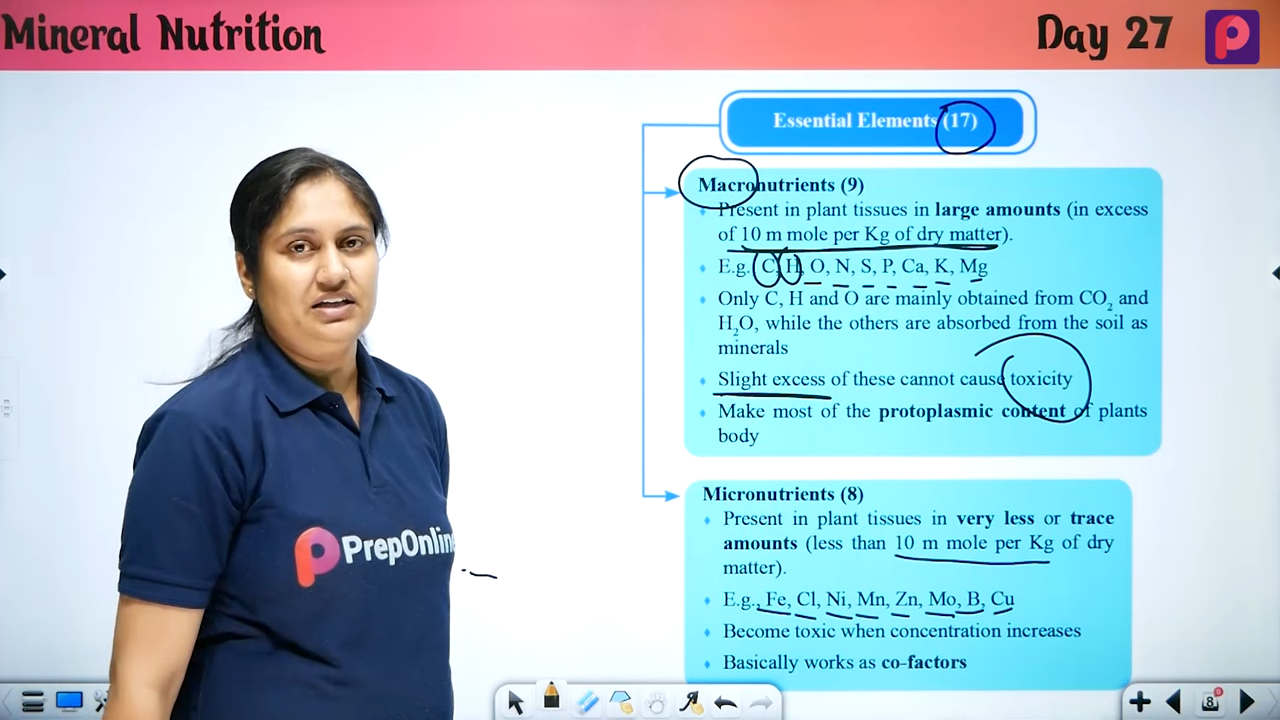 Mineral Nutrition
Day 27
Essential Elements (17)
Macronutrients (9)
Present in plant tissues in large amounts (in excess
of 10 m mole per Kg of dry matter).
E.g. C, H, O, N, S, P, Ca, K, Mg
Only C, H and O are mainly obtained from CO₂ and
H₂O, while the others are absorbed from the soil as
minerals
Slight excess of these cannot cause toxicity
Make most of the protoplasmic content of plants
body
Micronutrients (8)
Present in plant tissues in very less or trace
amounts (less than 10 m mole per Kg of dry
matter).
E.g., Fe, Cl, Ni, Mn, Zn, Mo, B, Cu
Become toxic when concentration increases
Basically works as co-factors
PrepOnline
8